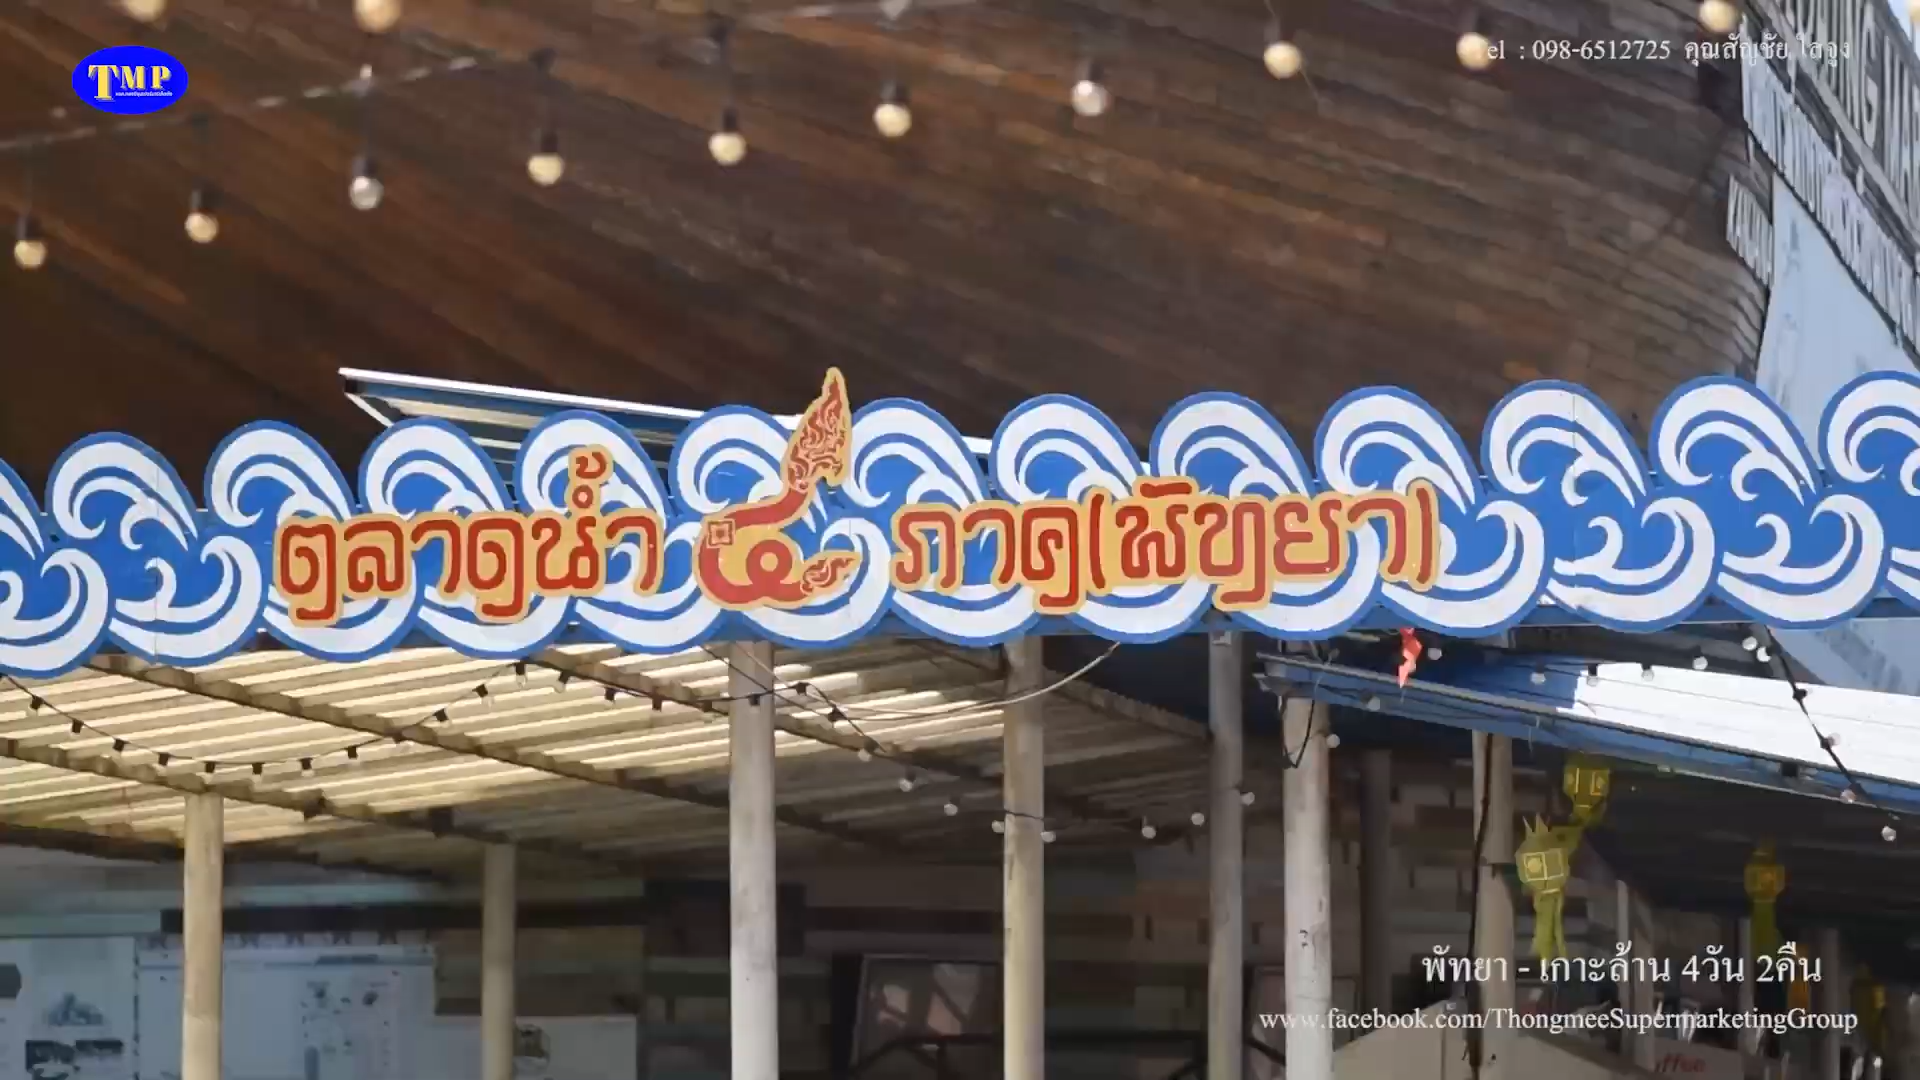 TMP
Tel : 098-6512725 คุณสัญชัย ใสจูง
ตลาดน้ำ ๔ ภาค(พัทยา)
พัทยา - เกาะล้าน 4วัน 2คืน
www.facebook.com/ThongmeeSupermarketingGroup